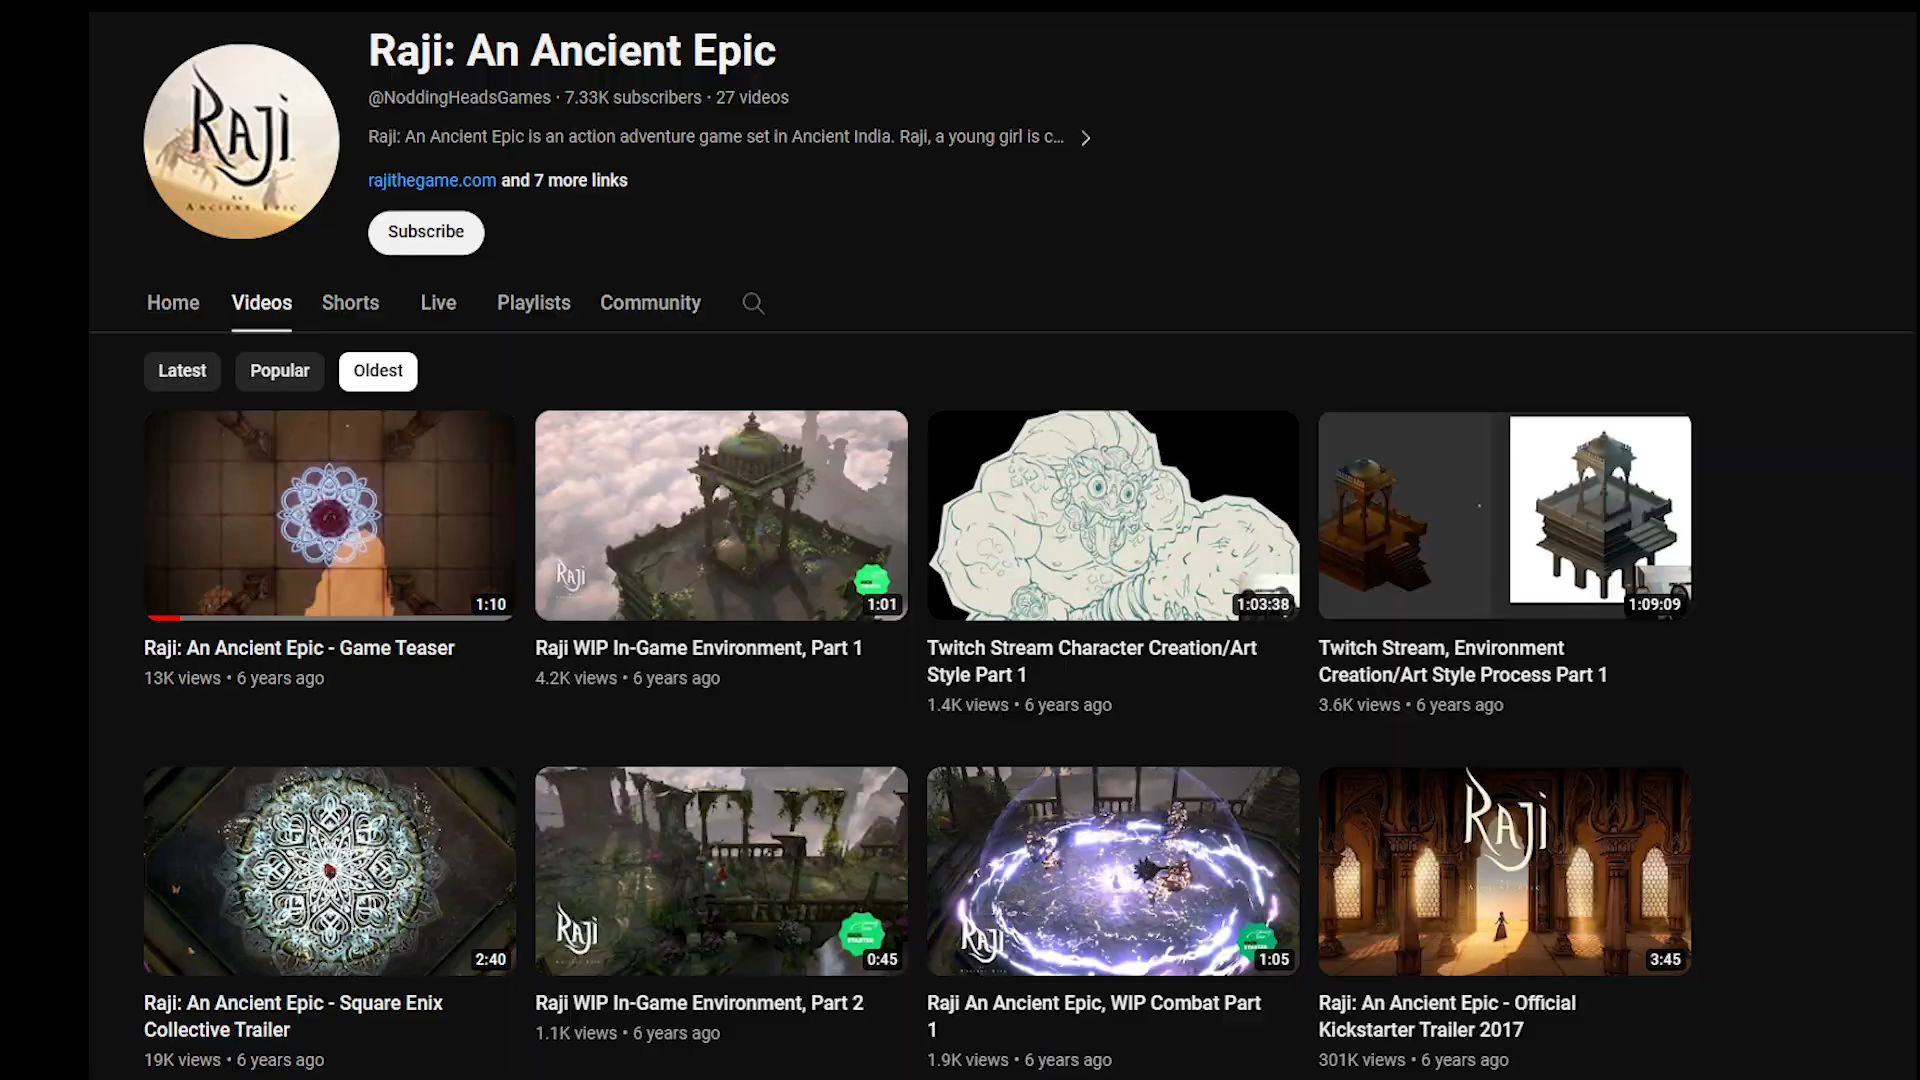 RAJI
An
ANCIENT EPIC
Raji: An Ancient Epic
@NoddingHeadsGames · 7.33K subscribers · 27 videos
Raji: An Ancient Epic is an action adventure game set in Ancient India. Raji, a young girl is c...
rajithegame.com and 7 more links
Subscribe
Home Videos Shorts Live Playlists Community
Latest Popular Oldest
1:10
RAJI
1:01
1:03:38
1:09:09
Raji: An Ancient Epic - Game Teaser
13K views • 6 years ago
Raji WIP In-Game Environment, Part 1
4.2K views • 6 years ago
Twitch Stream Character Creation/Art
Style Part 1
1.4K views • 6 years ago
Twitch Stream, Environment
Creation/Art Style Process Part 1
3.6K views • 6 years ago
2:40
RAJI
0:45
RAJI
1:05
RAJI
3:45
Raji: An Ancient Epic - Square Enix
Collective Trailer
19K views • 6 years ago
Raji WIP In-Game Environment, Part 2
1.1K views • 6 years ago
Raji An Ancient Epic, WIP Combat Part
1
1.9K views • 6 years ago
Raji: An Ancient Epic - Official
Kickstarter Trailer 2017
301K views • 6 years ago